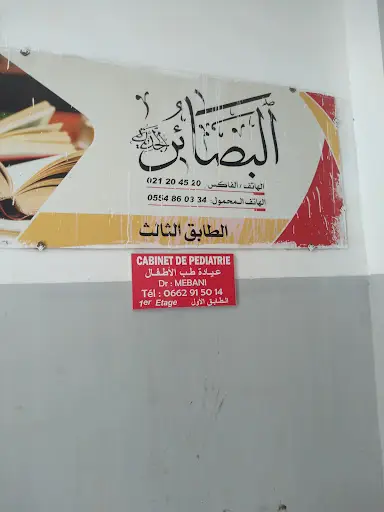 البصائر
الهاتف/الفاكس: 021 20 45 20
الهاتف المحمول: 0554 86 03 34
الطابق الثالث
CABINET DE PEDIATRIE
عيادة طب الأطفال
Dr : MEBANI
Tél : 0662 91 50 14
1er Etage الطابق الأول